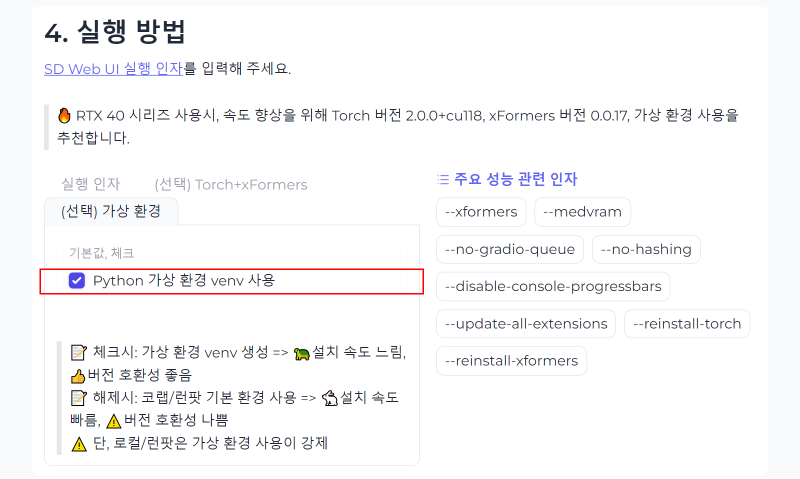 4. 실행 방법
SD Web UI 실행 인자를 입력해 주세요.
🔥 RTX 40 시리즈 사용시, 속도 향상을 위해 Torch 버전 2.0.0+cu118, xFormers 버전 0.0.17, 가상 환경 사용을
추천합니다.
실행 인자
(선택) Torch+xFormers
(선택) 가상 환경
기본값, 체크
Python 가상 환경 venv 사용
📝 체크시: 가상 환경 venv 생성 => 🐢설치 속도 느림,
👍버전 호환성 좋음
📝 해제시: 코랩/런팟 기본 환경 사용 => 🐇설치 속도
빠름, ⚠️버전 호환성 나쁨
⚠️ 단, 로컬/런팟은 가상 환경 사용이 강제
주요 성능 관련 인자
--xformers
--medvram
--no-gradio-queue
--no-hashing
--disable-console-progressbars
--update-all-extensions
--reinstall-torch
--reinstall-xformers